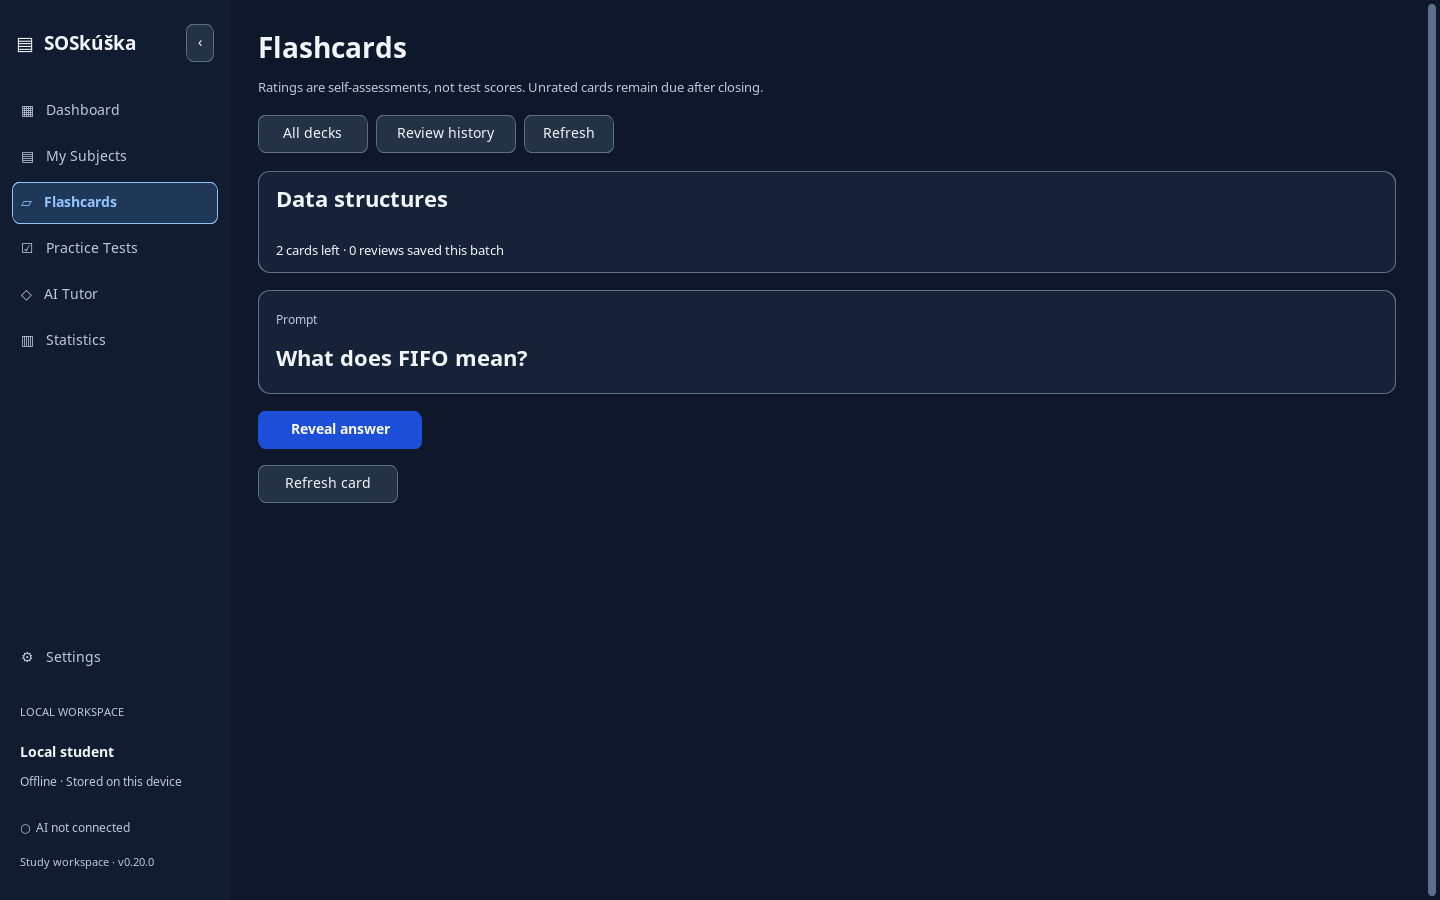 SOSkúška
Dashboard
My Subjects
Flashcards
Practice Tests
AI Tutor
Statistics
Settings
LOCAL WORKSPACE
Local student
Offline · Stored on this device
AI not connected
Study workspace · v0.20.0
Flashcards
Ratings are self-assessments, not test scores. Unrated cards remain due after closing.
All decks
Review history
Refresh
Data structures
2 cards left · 0 reviews saved this batch
Prompt
What does FIFO mean?
Reveal answer
Refresh card